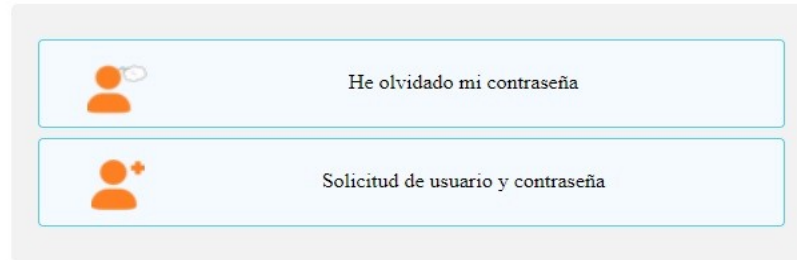 He olvidado mi contraseña
Solicitud de usuario y contraseña